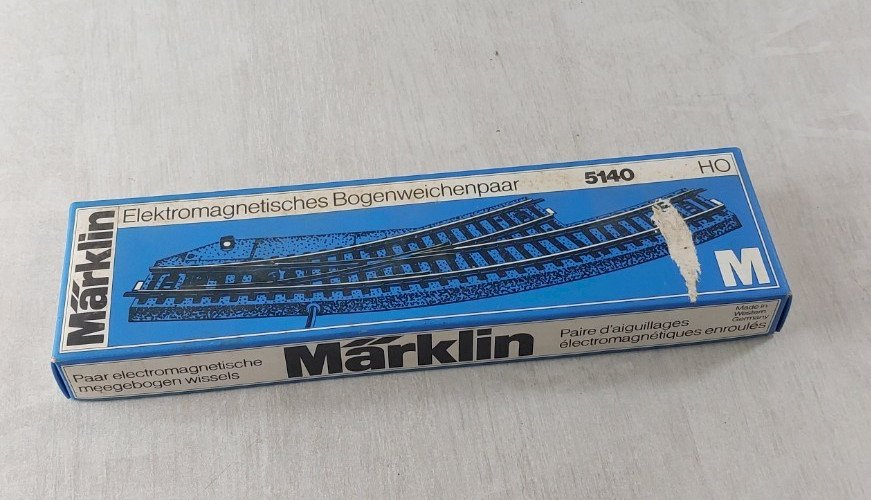 Märklin
Elektromagnetisches Bogenweichenpaar
5140
HO
M
Made in
Western
Germany
Paar electromagnetische
meegebogen wissels
Märklin
Paire d'aiguillages
électromagnétiques enroulés